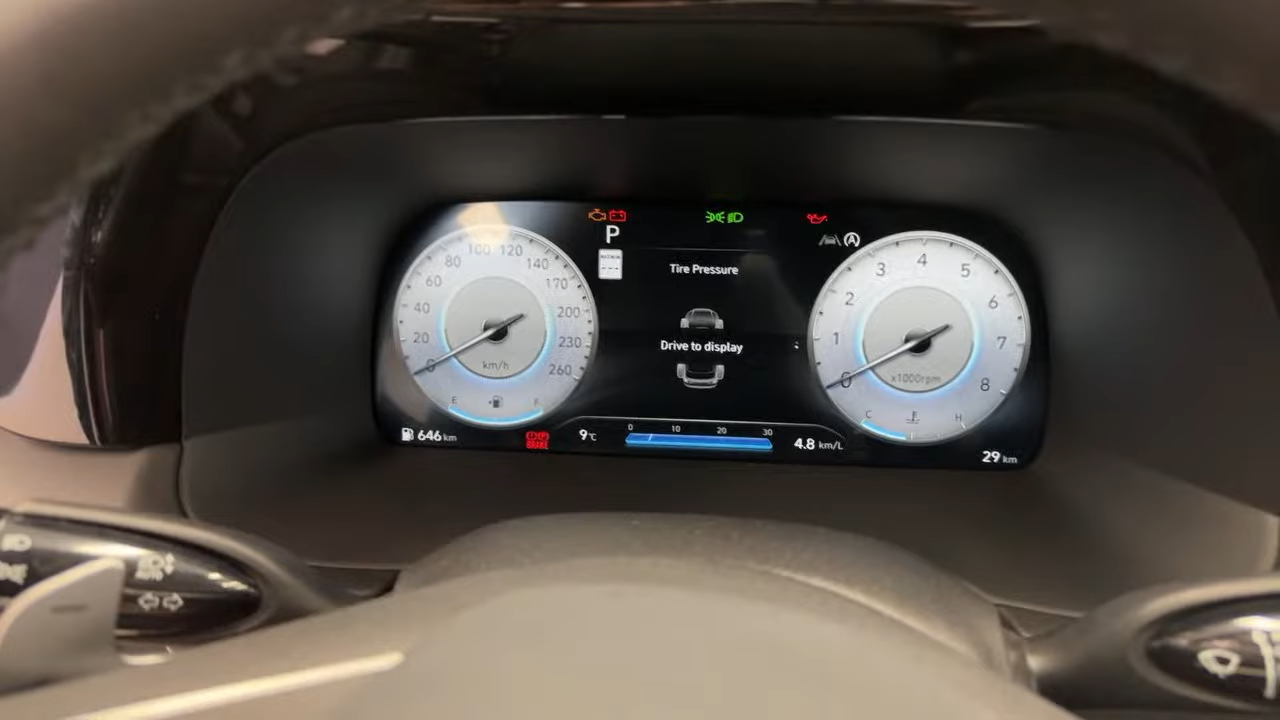 P
Tire Pressure
Drive to display
0
20
40
60
80
100
120
140
170
200
230
260
km/h
E
F
0
1
2
3
4
5
6
7
8
x1000rpm
C
H
646 km
BRAKE
9°C
0
10
20
30
4.8 km/L
29 km
AUTO